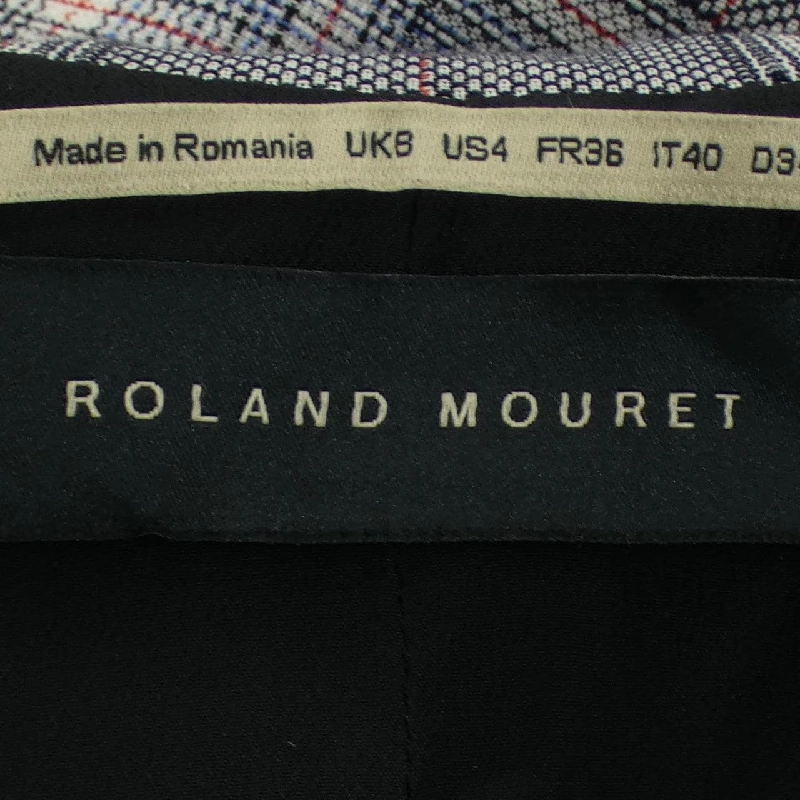 Made in Romania UK8 US4 FR36 IT40
ROLAND MOURET